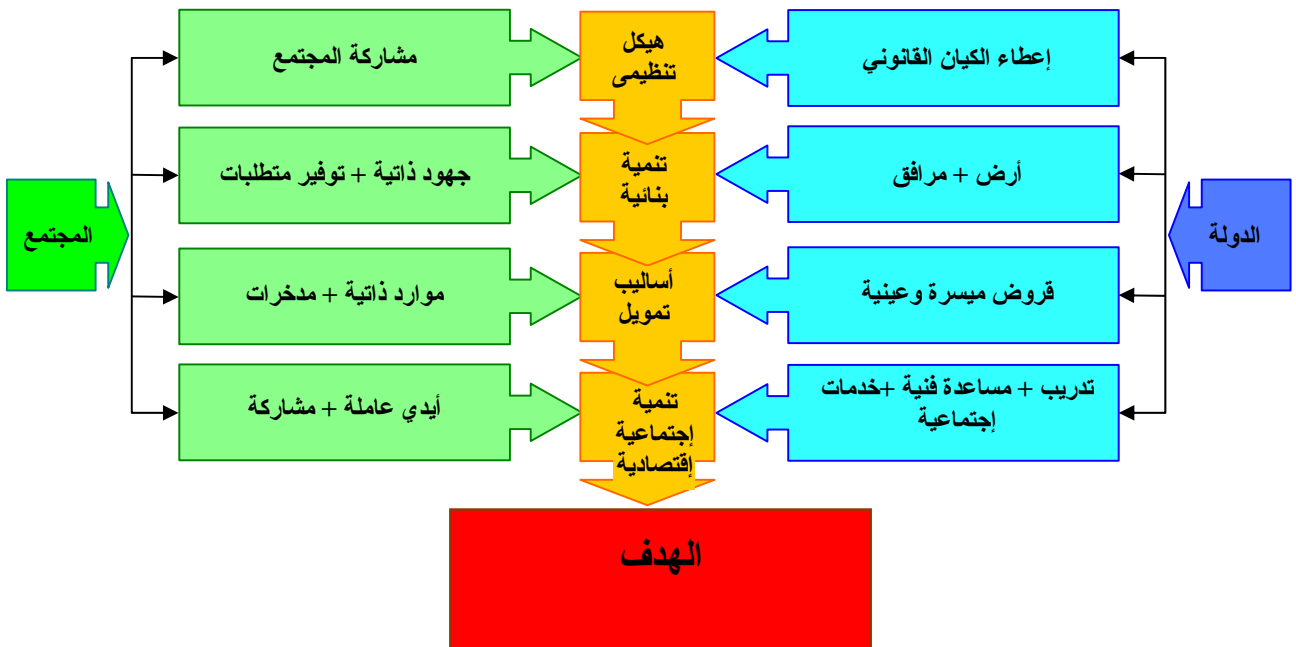 إعطاء الكيان القانوني
هيكل
تنظيمى
مشاركة المجتمع
أرض + مرافق
تنمية
بنائية
جهود ذاتية + توفير متطلبات
الدولة
المجتمع
قروض ميسرة وعينية
أساليب
تمويل
موارد ذاتية + مدخرات
تدريب + مساعدة فنية +خدمات
إجتماعية
تنمية
إجتماعية
إقتصادية
أيدي عاملة + مشاركة
الهدف